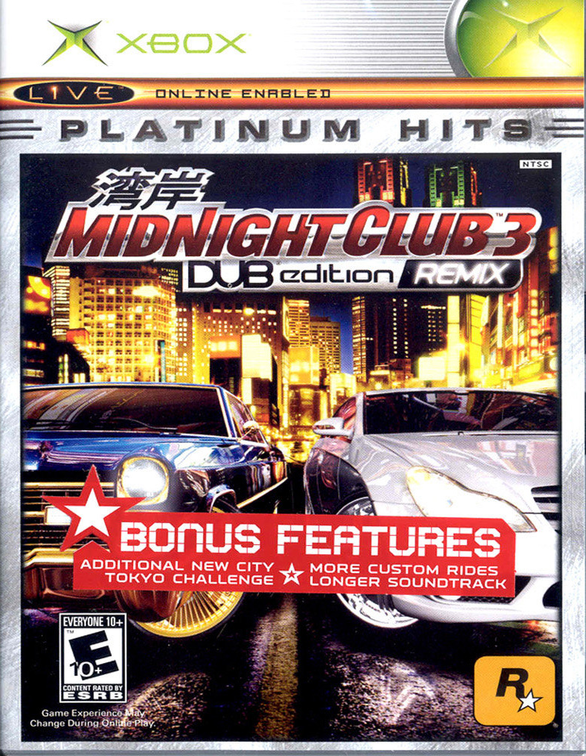 XBOX
LIVE ONLINE ENABLED
PLATINUM HITS
NTSC
湾岸
MIDNIGHT CLUB 3™
DUB edition REMIX
BONUS FEATURES
ADDITIONAL NEW CITY ★ MORE CUSTOM RIDES
TOKYO CHALLENGE ★ LONGER SOUNDTRACK
EVERYONE 10+
E™
10+
CONTENT RATED BY
ESRB
R★
Game Experience May
Change During Online Play